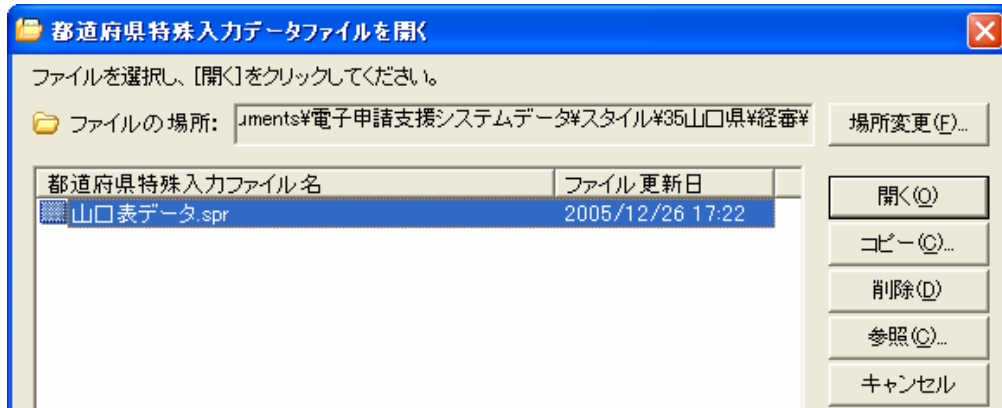 都道府県特殊入力データファイルを開く
ファイルを選択し、[開く]をクリックしてください。
ファイルの場所: uments¥電子申請支援システムデータ¥スタイル¥35山口県¥経審¥ 場所変更(F)...
都道府県特殊入力ファイル名 ファイル更新日
山口表データ.spr 2005/12/26 17:22
開く(O)
コピー(C)...
削除(D)
参照(C)...
キャンセル